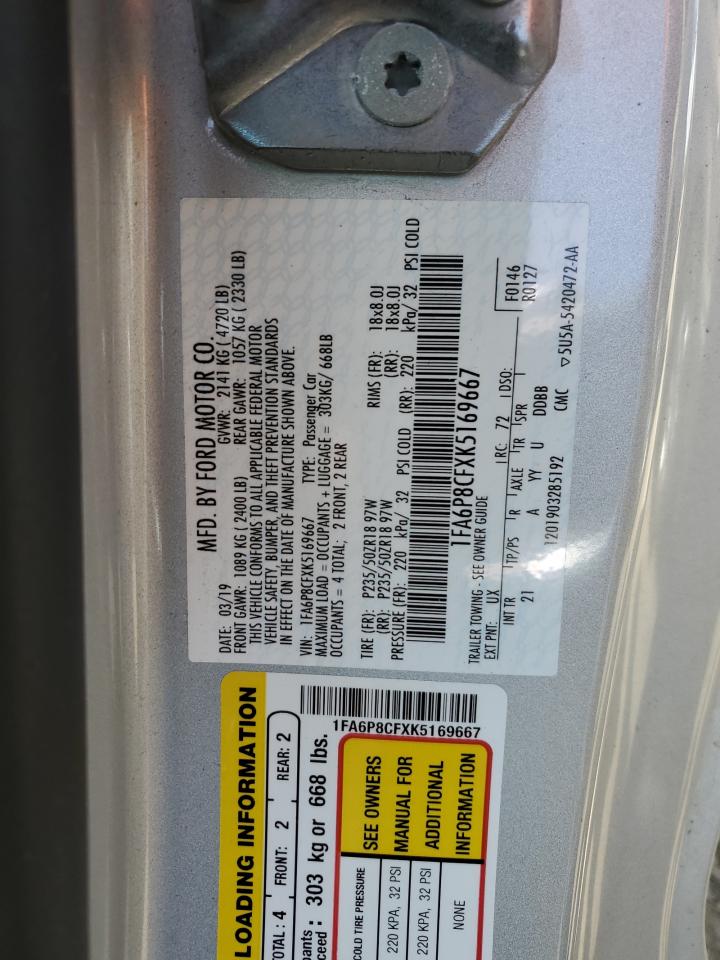 MFD. BY FORD MOTOR CO.
DATE: 03/19 GVWR: 2141 KG ( 4720 LB)
FRONT GAWR: 1089 KG ( 2400 LB) REAR GAWR: 1057 KG ( 2330 LB)
THIS VEHICLE CONFORMS TO ALL APPLICABLE FEDERAL MOTOR
VEHICLE SAFETY, BUMPER, AND THEFT PREVENTION STANDARDS
IN EFFECT ON THE DATE OF MANUFACTURE SHOWN ABOVE.
VIN: 1FA6P8CFXK5169667 TYPE: Passenger Car
MAXIMUM LOAD = OCCUPANTS + LUGGAGE = 303KG/ 668LB
OCCUPANTS = 4 TOTAL; 2 FRONT, 2 REAR
TIRE (FR): P235/50ZR18 97W RIMS (FR): 18x8.0J
(RR): P235/50ZR18 97W (RR): 18x8.0J
PRESSURE (FR): 220 kPa/ 32 PSI COLD (RR): 220 kPa/ 32 PSI COLD
1FA6P8CFXK5169667
TRAILER TOWING - SEE OWNER GUIDE
EXT PNT: UX RC: 72 DSO: F0146
R0127
INT TR TP/PS R AXLE TR SPR
21 A YY U DDBB
1201903285192 CMC ▽5U5A-5420472-AA
LOADING INFORMATION
OTAL : 4 FRONT: 2 REAR: 2
pants : 303 kg or 668 lbs.
ceed :
1FA6P8CFXK5169667
COLD TIRE PRESSURE
220 KPA, 32 PSI
220 KPA, 32 PSI
NONE
SEE OWNERS
MANUAL FOR
ADDITIONAL
INFORMATION